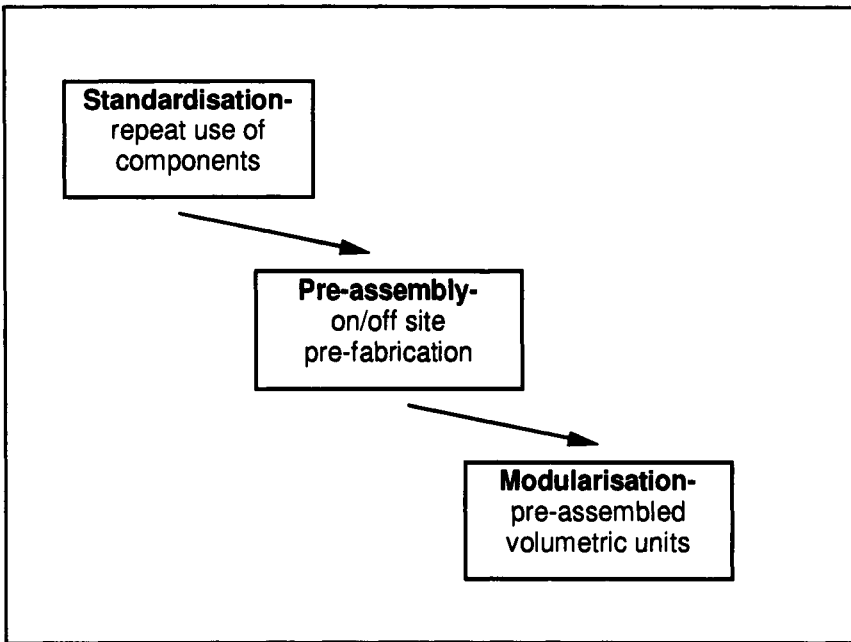 Standardisation-
repeat use of
components
Pre-assembly-
on/off site
pre-fabrication
Modularisation-
pre-assembled
volumetric units